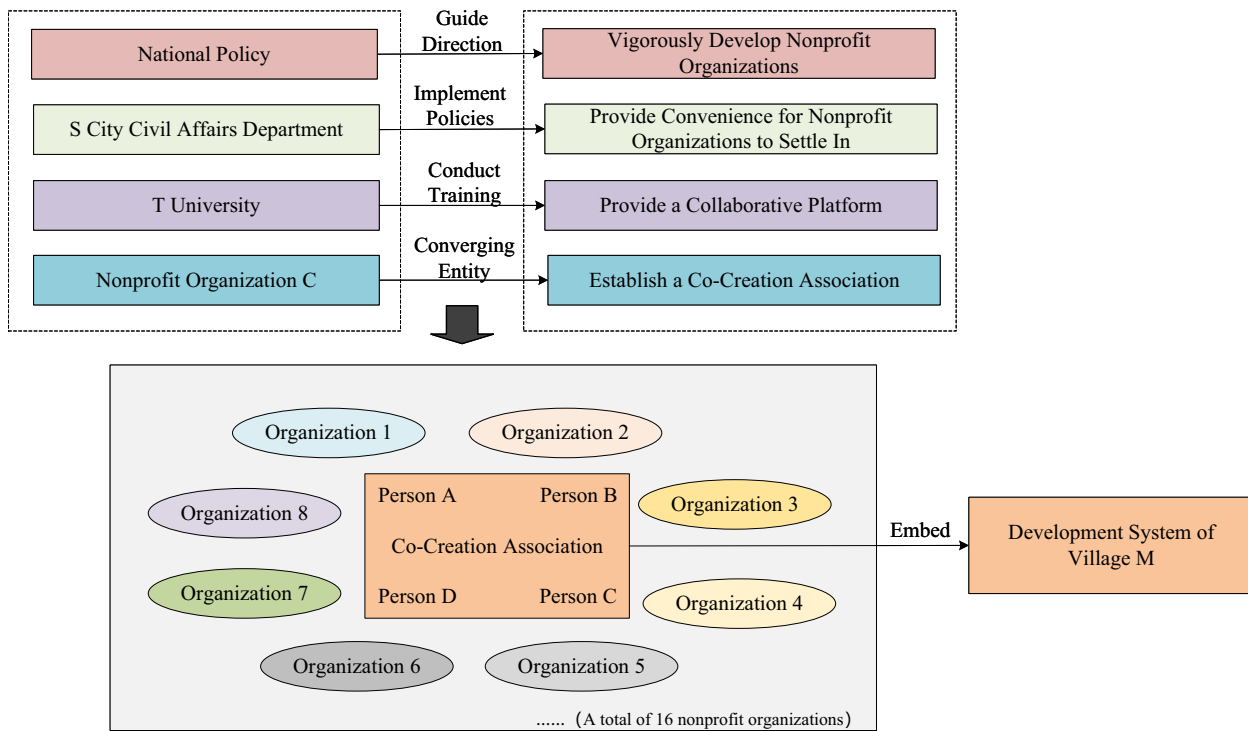 National Policy
Guide
Direction
Vigorously Develop Nonprofit
Organizations
S City Civil Affairs Department
Implement
Policies
Provide Convenience for Nonprofit
Organizations to Settle In
T University
Conduct
Training
Provide a Collaborative Platform
Nonprofit Organization C
Converging
Entity
Establish a Co-Creation Association
Organization 1
Organization 2
Organization 8
Person A
Person B
Organization 3
Co-Creation Association
Embed
Development System of
Village M
Organization 7
Person D
Person C
Organization 4
Organization 6
Organization 5
...... (A total of 16 nonprofit organizations)